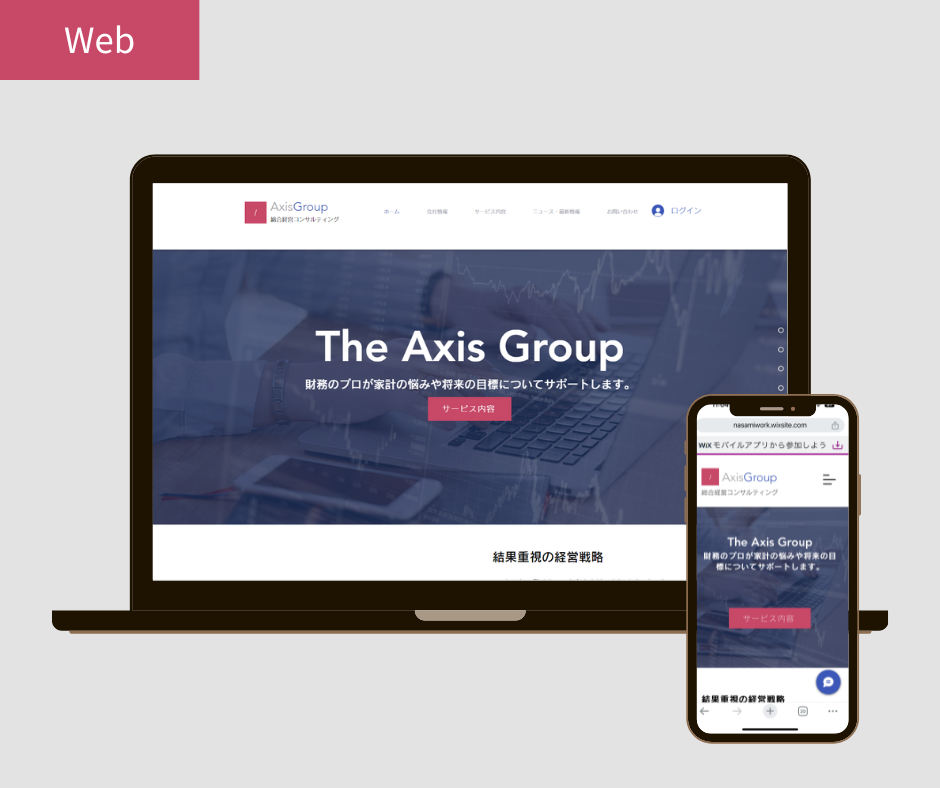 Web
/
AxisGroup
総合経営コンサルティング
ホーム
会社情報
サービス内容
ニュース・最新情報
お問い合わせ
ログイン
The Axis Group
財務のプロが家計の悩みや将来の目標についてサポートします。
サービス内容
結果重視の経営戦略
nasamiwork.wixsite.com
WiX モバイルアプリから参加しよう
/
AxisGroup
総合経営コンサルティング
The Axis Group
財務のプロが家計の悩みや将来の目
標についてサポートします。
サービス内容
結果重視の経営戦略